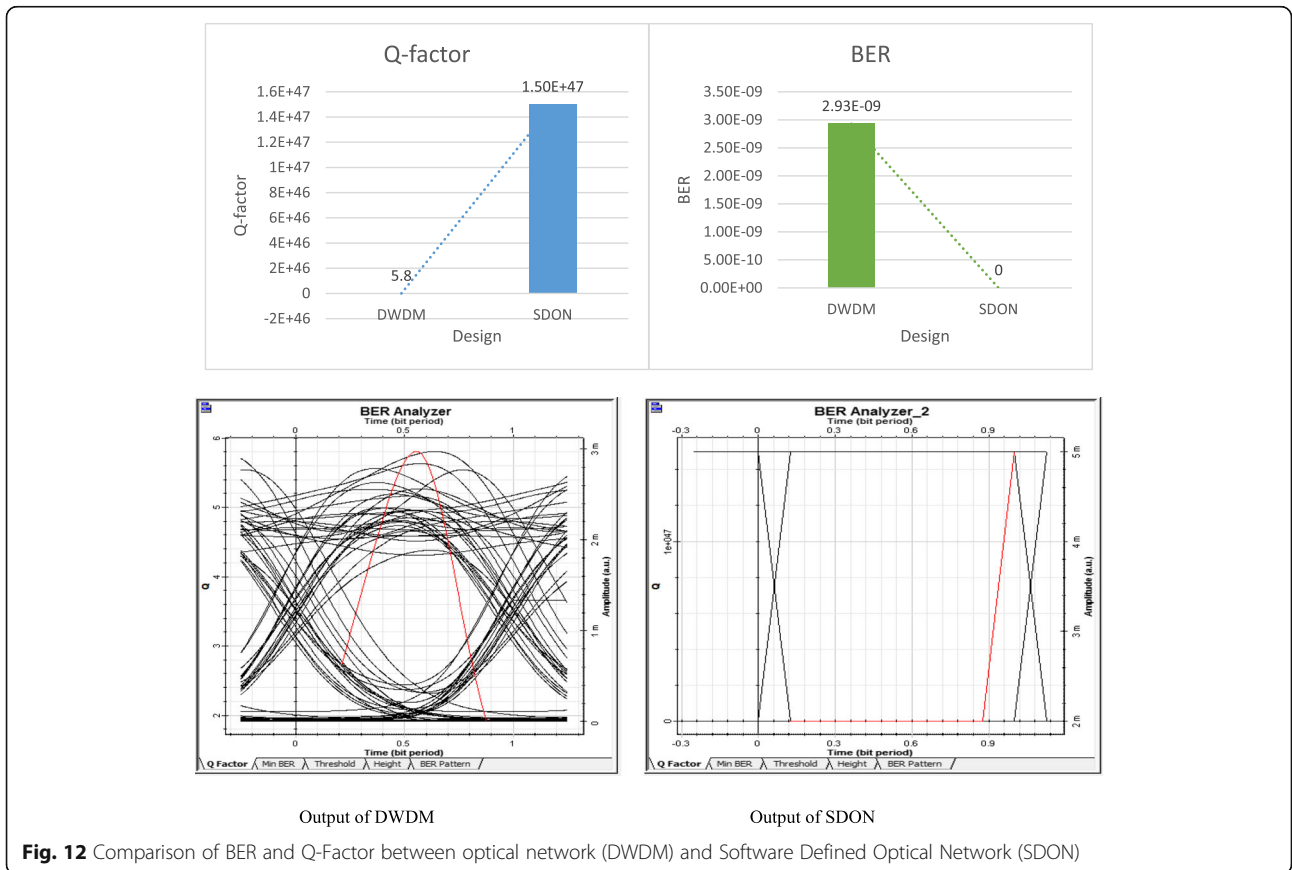 Q-factor
1.6E+47
1.4E+47
1.2E+47
1E+47
8E+46
6E+46
4E+46
2E+46
0
-2E+46
Q-factor
1.50E+47
5.8
DWDM
SDON
Design
BER
3.50E-09
3.00E-09
2.50E-09
2.00E-09
1.50E-09
1.00E-09
5.00E-10
0.00E+00
BER
2.93E-09
0
DWDM
SDON
Design
BER Analyzer
Time (bit period)
0 0.5 1
6
5
4
3
2
Q
3 m
2 m
1 m
0
Amplitude (a.u.)
0 0.5 1
Time (bit period)
Q Factor Min BER Threshold Height BER Pattern
BER Analyzer_2
Time (bit period)
-0.3 0 0.3 0.6 0.9
1e+047
0
Q
5 m
4 m
3 m
2 m
Amplitude (a.u.)
-0.3 0 0.3 0.6 0.9
Time (bit period)
Q Factor Min BER Threshold Height BER Pattern
Output of DWDM
Output of SDON
Fig. 12 Comparison of BER and Q-Factor between optical network (DWDM) and Software Defined Optical Network (SDON)